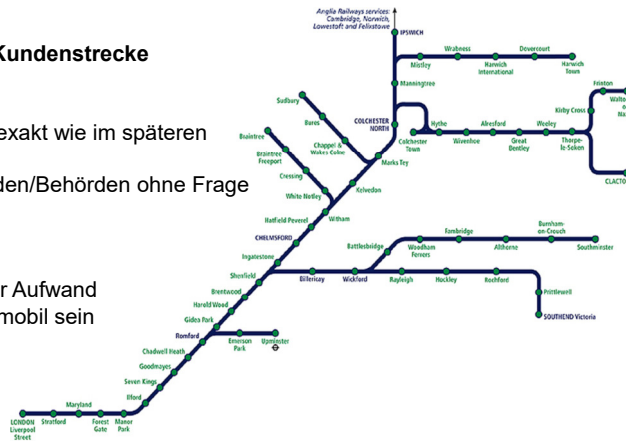 Kundenstrecke
exakt wie im späteren
den/Behörden ohne Frage
r Aufwand
mobil sein
Anglia Railways services:
Cambridge, Norwich,
Lowestoft and Felixstowe
IPSWICH
Mistley
Wrabness
Harwich
International
Dovercourt
Harwich
Town
Manningtree
COLCHESTER
NORTH
Colchester
Town
Hythe
Wivenhoe
Alresford
Great
Bentley
Weeley
Thorpe-
le-Soken
Kirby Cross
Frinton
Walto
o
Na
CLACTO
Sudbury
Bures
Chappel &
Wakes Colne
Marks Tey
Braintree
Braintree
Freeport
Cressing
White Notley
Kelvedon
Witham
Hatfield Peverel
CHELMSFORD
Ingatestone
Shenfield
Billericay
Wickford
Battlesbridge
Woodham
Ferrers
Fambridge
Althorne
Burnham-
on-Crouch
Southminster
Rayleigh
Hockley
Rochford
Prittlewell
SOUTHEND Victoria
Brentwood
Harold Wood
Gidea Park
Romford
Emerson
Park
Upminster
Chadwell Heath
Goodmayes
Seven Kings
Ilford
Manor
Park
Forest
Gate
Maryland
Stratford
LONDON
Liverpool
Street